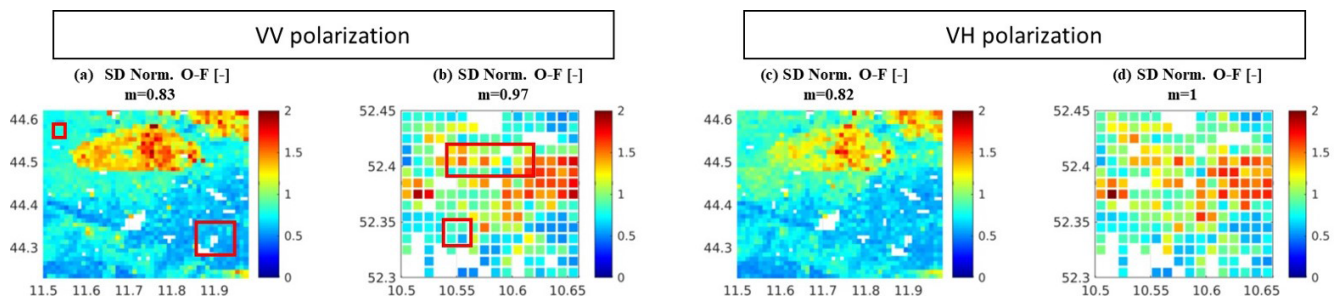 VV polarization
VH polarization
(a) SD Norm. O-F [-]
m=0.83
(b) SD Norm. O-F [-]
m=0.97
(c) SD Norm. O-F [-]
m=0.82
(d) SD Norm. O-F [-]
m=1
44.6
44.5
44.4
44.3
11.5 11.6 11.7 11.8 11.9
2
1.5
1
0.5
0
52.45
52.4
52.35
52.3
10.5 10.55 10.6 10.65
2
1.5
1
0.5
0
44.6
44.5
44.4
44.3
11.5 11.6 11.7 11.8 11.9
2
1.5
1
0.5
0
52.45
52.4
52.35
52.3
10.5 10.55 10.6 10.65
2
1.5
1
0.5
0